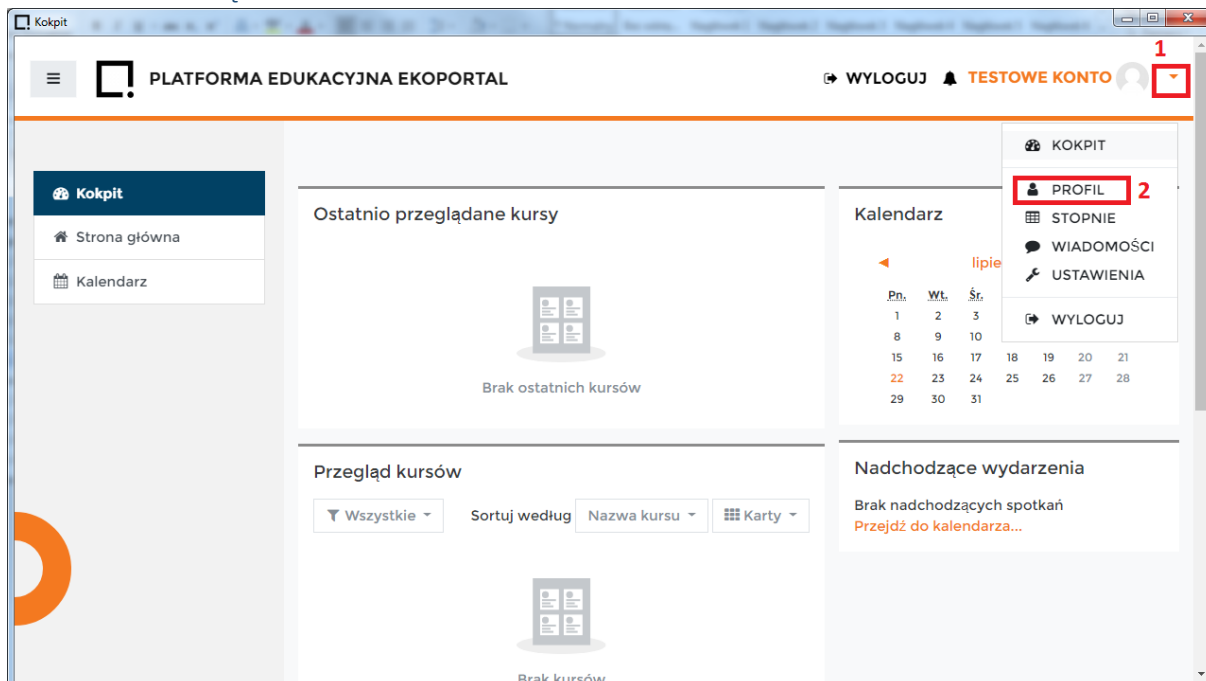 Kokpit
1
PLATFORMA EDUKACYJNA EKOPORTAL
WYLOGUJ
TESTOWE KONTO
KOKPIT
PROFIL 2
STOPNIE
WIADOMOŚCI
USTAWIENIA
WYLOGUJ
Kokpit
Strona główna
Kalendarz
Ostatnio przeglądane kursy
Brak ostatnich kursów
Przegląd kursów
Wszystkie
Sortuj według Nazwa kursu
Karty
Brak kursów
Kalendarz
lipie
Pn. Wt. Śr.
1 2 3
8 9 10
15 16 17 18 19 20 21
22 23 24 25 26 27 28
29 30 31
Nadchodzące wydarzenia
Brak nadchodzących spotkań
Przejdź do kalendarza...